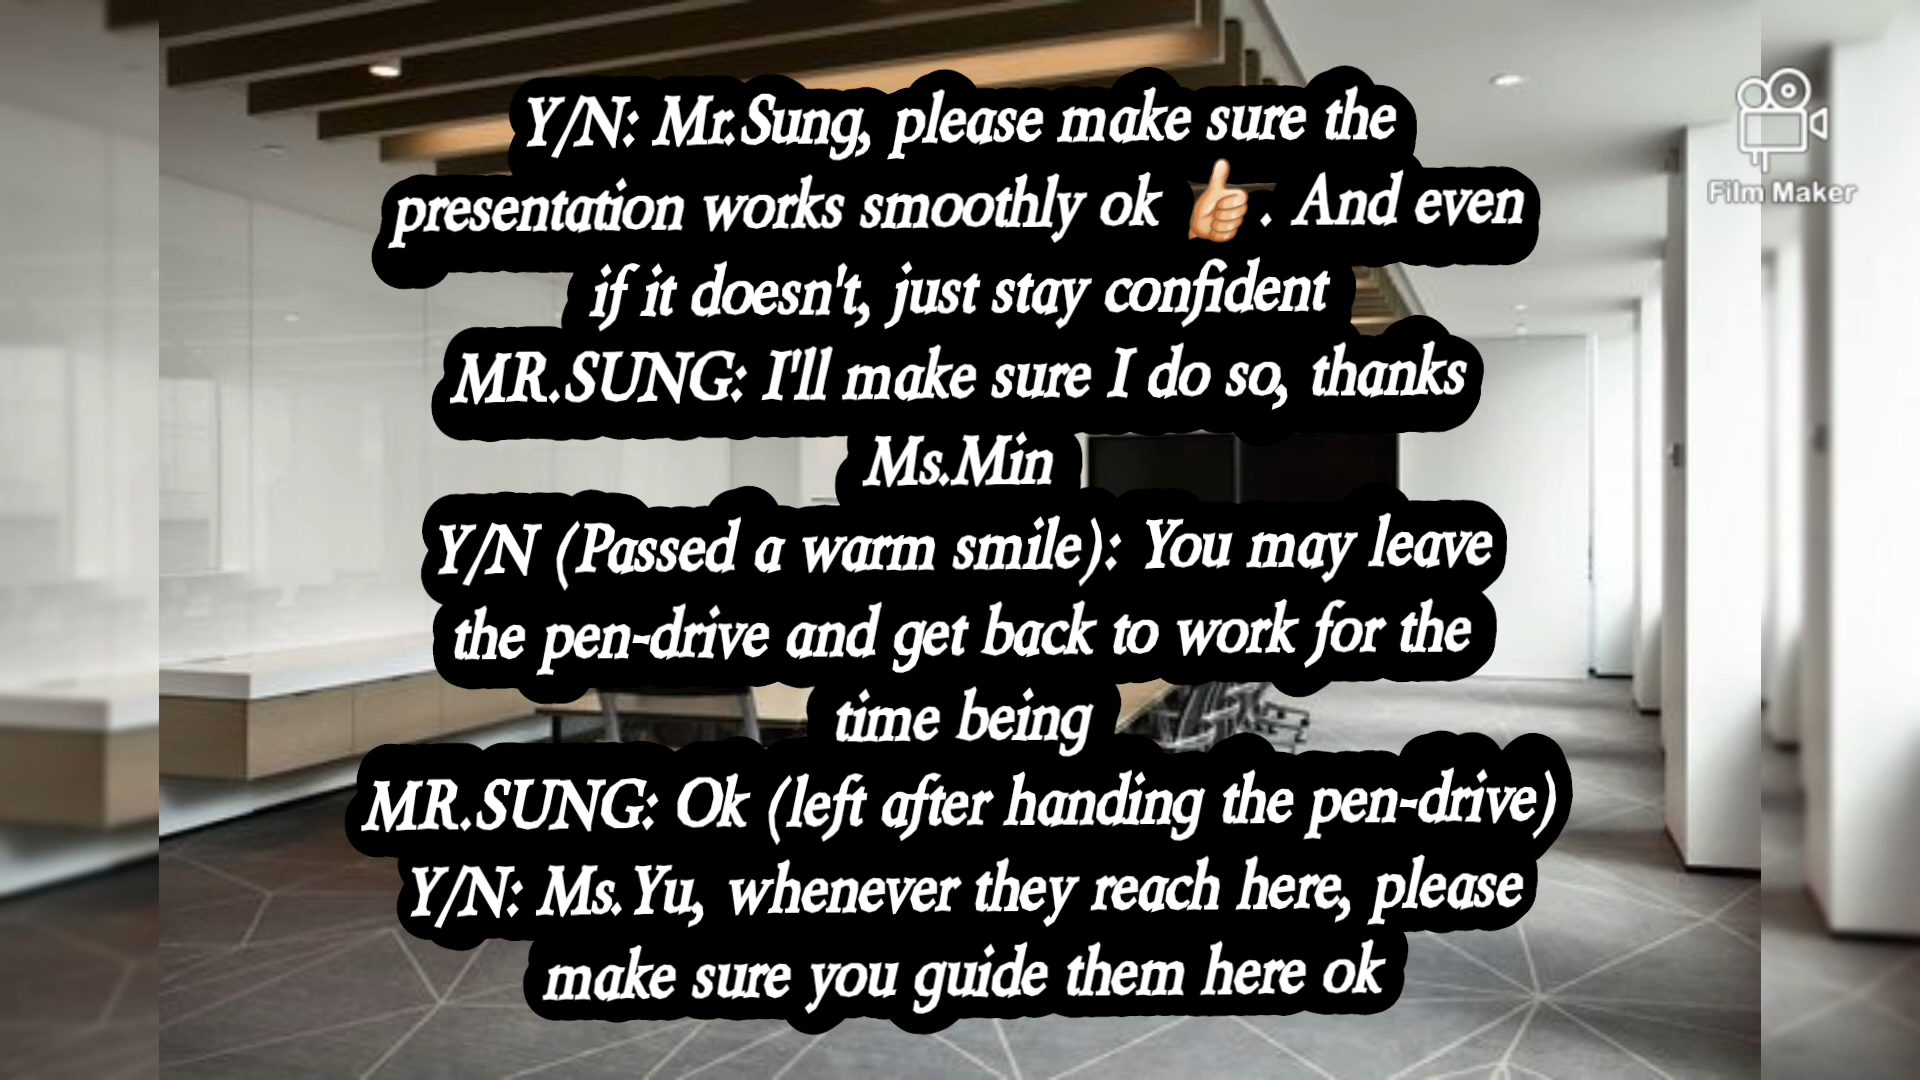 Y/N: Mr.Sung, please make sure the
presentation works smoothly ok 👍🏼. And even
if it doesn't, just stay confident
MR.SUNG: I'll make sure I do so, thanks
Ms.Min
Y/N (Passed a warm smile): You may leave
the pen-drive and get back to work for the
time being
MR.SUNG: Ok (left after handing the pen-drive)
Y/N: Ms.Yu, whenever they reach here, please
make sure you guide them here ok
Film Maker